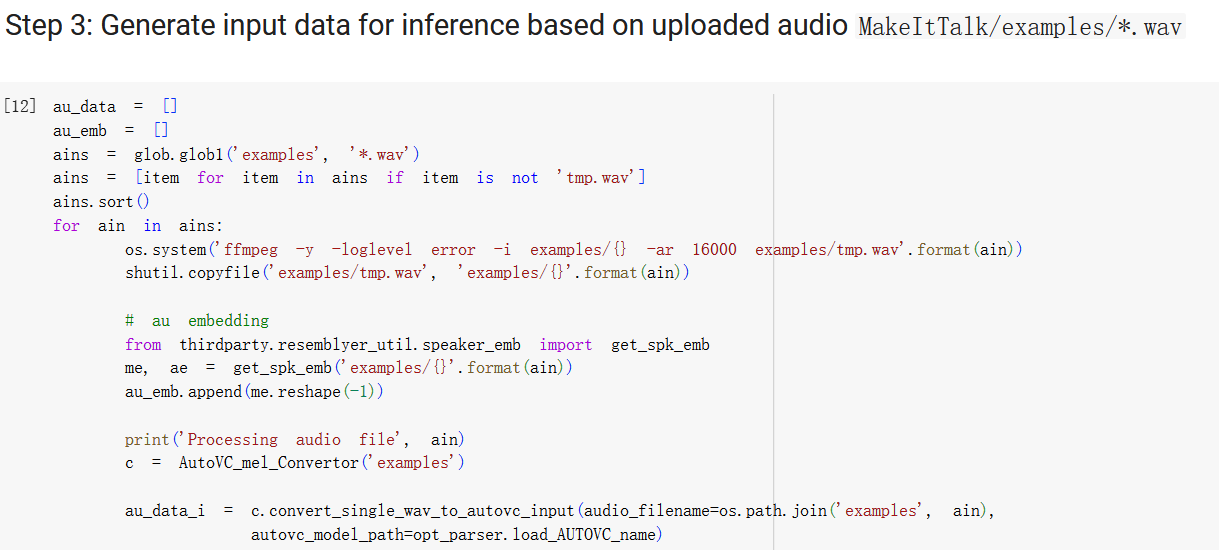 Step 3: Generate input data for inference based on uploaded audio MakeItTalk/examples/*.wav
[12] au_data = []
au_emb = []
ains = glob.glob1('examples', '*.wav')
ains = [item for item in ains if item is not 'tmp.wav']
ains.sort()
for ain in ains:
os.system('ffmpeg -y -loglevel error -i examples/{} -ar 16000 examples/tmp.wav'.format(ain))
shutil.copyfile('examples/tmp.wav', 'examples/{}'.format(ain))
# au embedding
from thirdparty.resemblyer_util.speaker_emb import get_spk_emb
me, ae = get_spk_emb('examples/{}'.format(ain))
au_emb.append(me.reshape(-1))
print('Processing audio file', ain)
c = AutoVC_mel_Convertor('examples')
au_data_i = c.convert_single_wav_to_autovc_input(audio_filename=os.path.join('examples', ain),
autovc_model_path=opt_parser.load_AUTOVC_name)